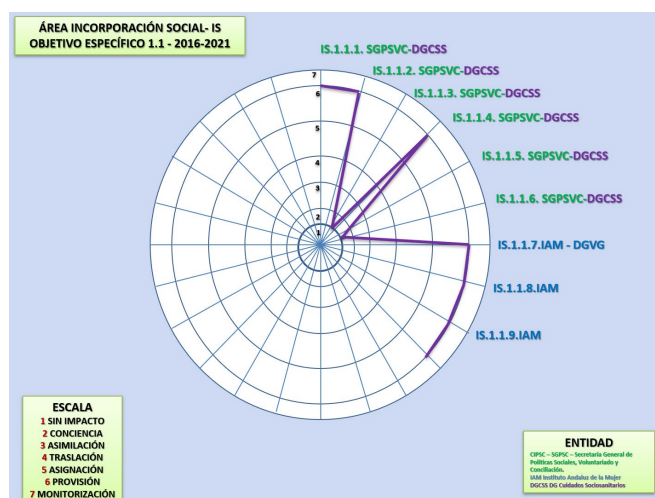 ÁREA INCORPORACIÓN SOCIAL- IS
OBJETIVO ESPECÍFICO 1.1 - 2016-2021
IS.1.1.1. SGPSVC-DGCSS
IS.1.1.2. SGPSVC-DGCSS
IS.1.1.3. SGPSVC-DGCSS
IS.1.1.4. SGPSVC-DGCSS
IS.1.1.5. SGPSVC-DGCSS
IS.1.1.6. SGPSVC-DGCSS
IS.1.1.7.IAM - DGVG
IS.1.1.8.IAM
IS.1.1.9.IAM
7
6
5
4
3
2
1
ESCALA
1 SIN IMPACTO
2 CONCIENCIA
3 ASIMILACIÓN
4 TRASLACIÓN
5 ASIGNACIÓN
6 PROVISIÓN
7 MONITORIZACIÓN
ENTIDAD
CIPSC – SGPSC – Secretaría General de
Políticas Sociales, Voluntariado y
Conciliación.
IAM Instituto Andaluz de la Mujer
DGCSS DG Cuidados Sociosanitarios